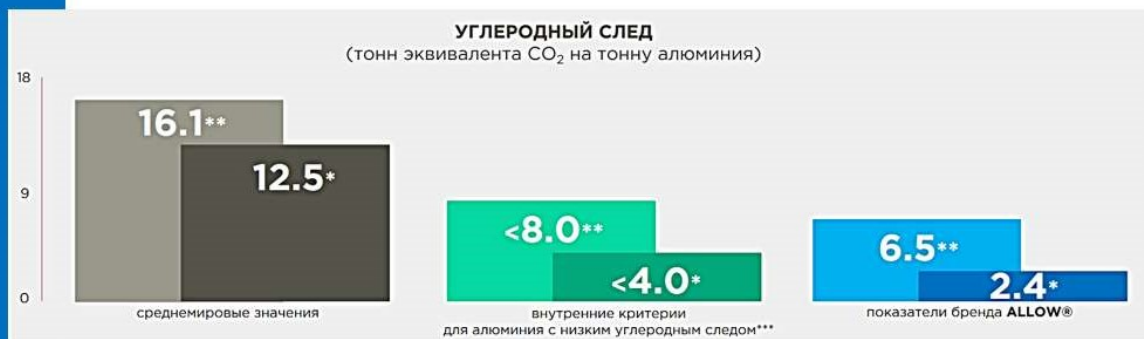 УГЛЕРОДНЫЙ СЛЕД
(тонн эквивалента CO₂ на тонну алюминия)
18
9
0
16.1**
12.5*
<8.0**
<4.0*
6.5**
2.4*
среднемировые значения
внутренние критерии
для алюминия с низким углеродным следом***
показатели бренда ALLOW®